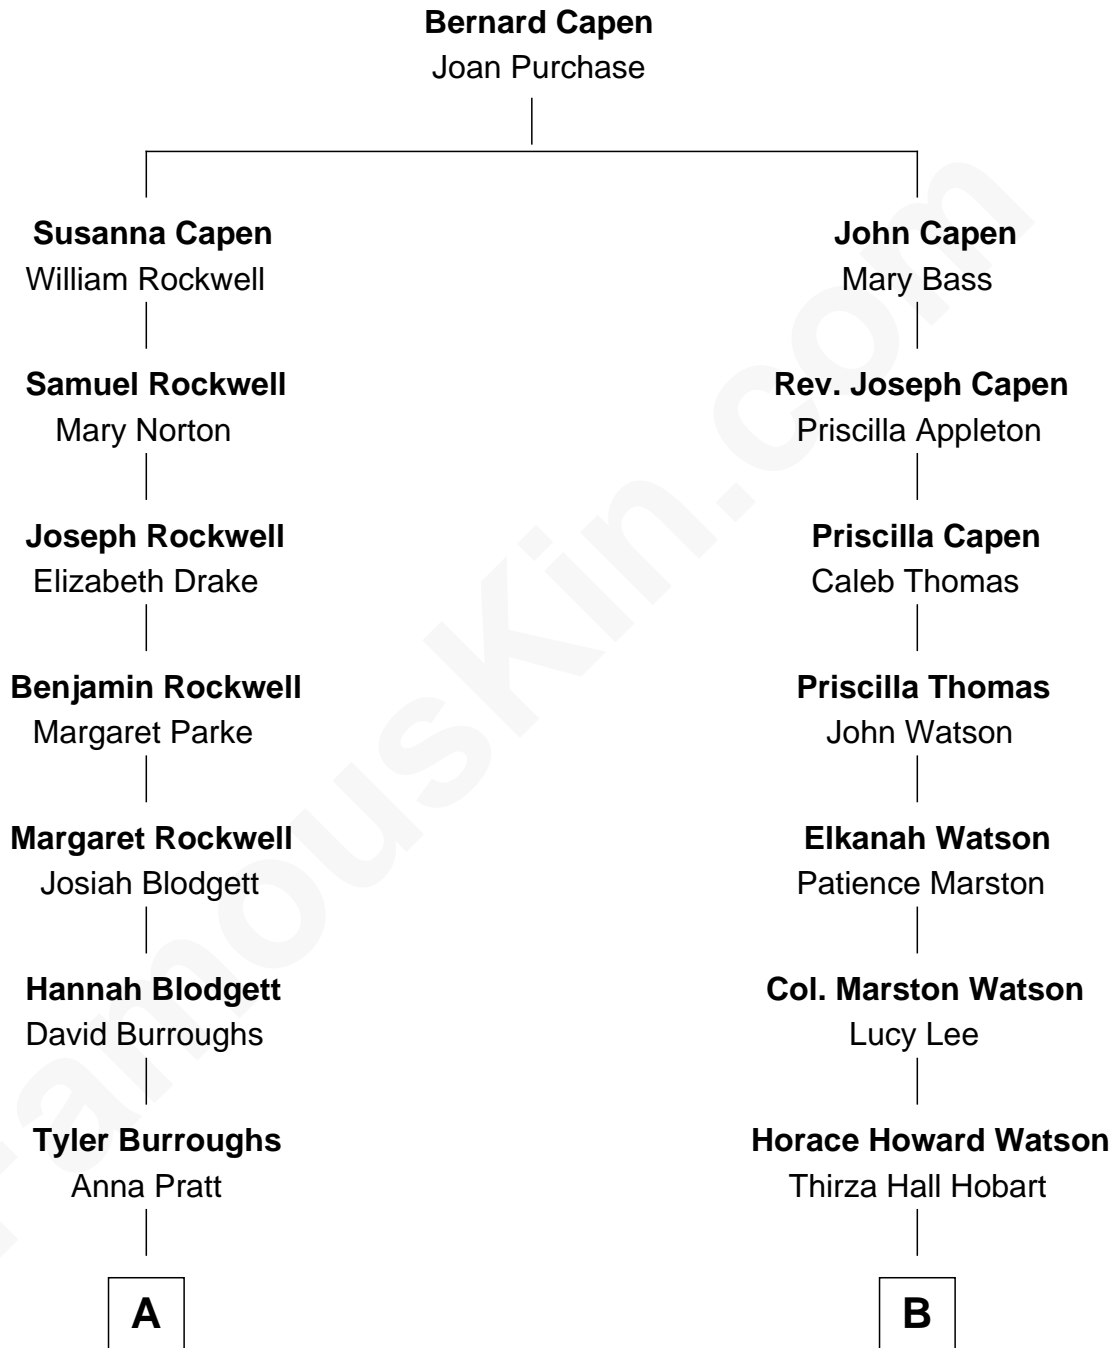 Bernard Capen
Joan Purchase
Susanna Capen
William Rockwell
John Capen
Mary Bass
Samuel Rockwell
Mary Norton
Rev. Joseph Capen
Priscilla Appleton
Joseph Rockwell
Elizabeth Drake
Priscilla Capen
Caleb Thomas
Benjamin Rockwell
Margaret Parke
Priscilla Thomas
John Watson
Margaret Rockwell
Josiah Blodgett
Elkanah Watson
Patience Marston
Hannah Blodgett
David Burroughs
Col. Marston Watson
Lucy Lee
Tyler Burroughs
Anna Pratt
Horace Howard Watson
Thirza Hall Hobart
A
B
FamousKin.com